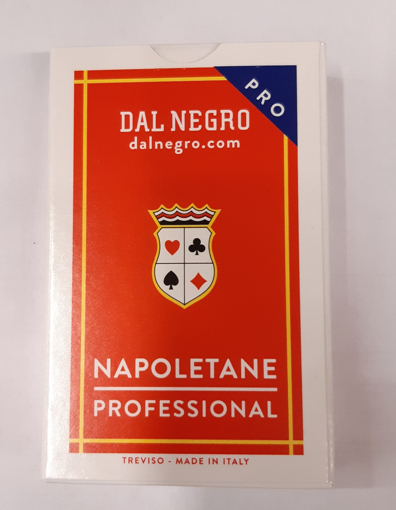 PRO
DAL NEGRO
dalnegro.com
NAPOLETANE
PROFESSIONAL
TREVISO - MADE IN ITALY